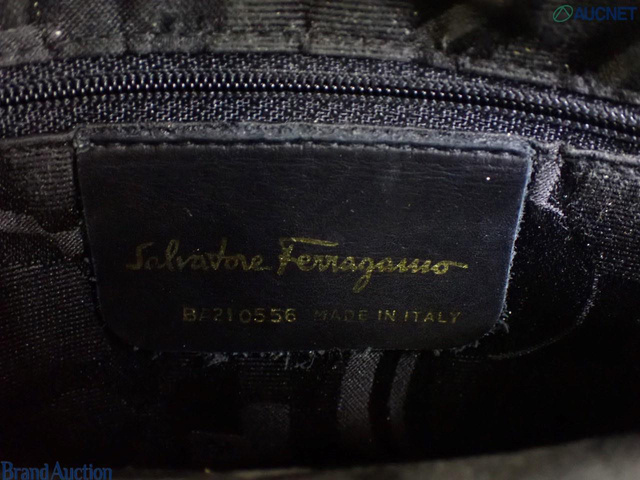 AUCNET
Salvatore Ferragamo
BA210556 MADE IN ITALY
Brand Auction